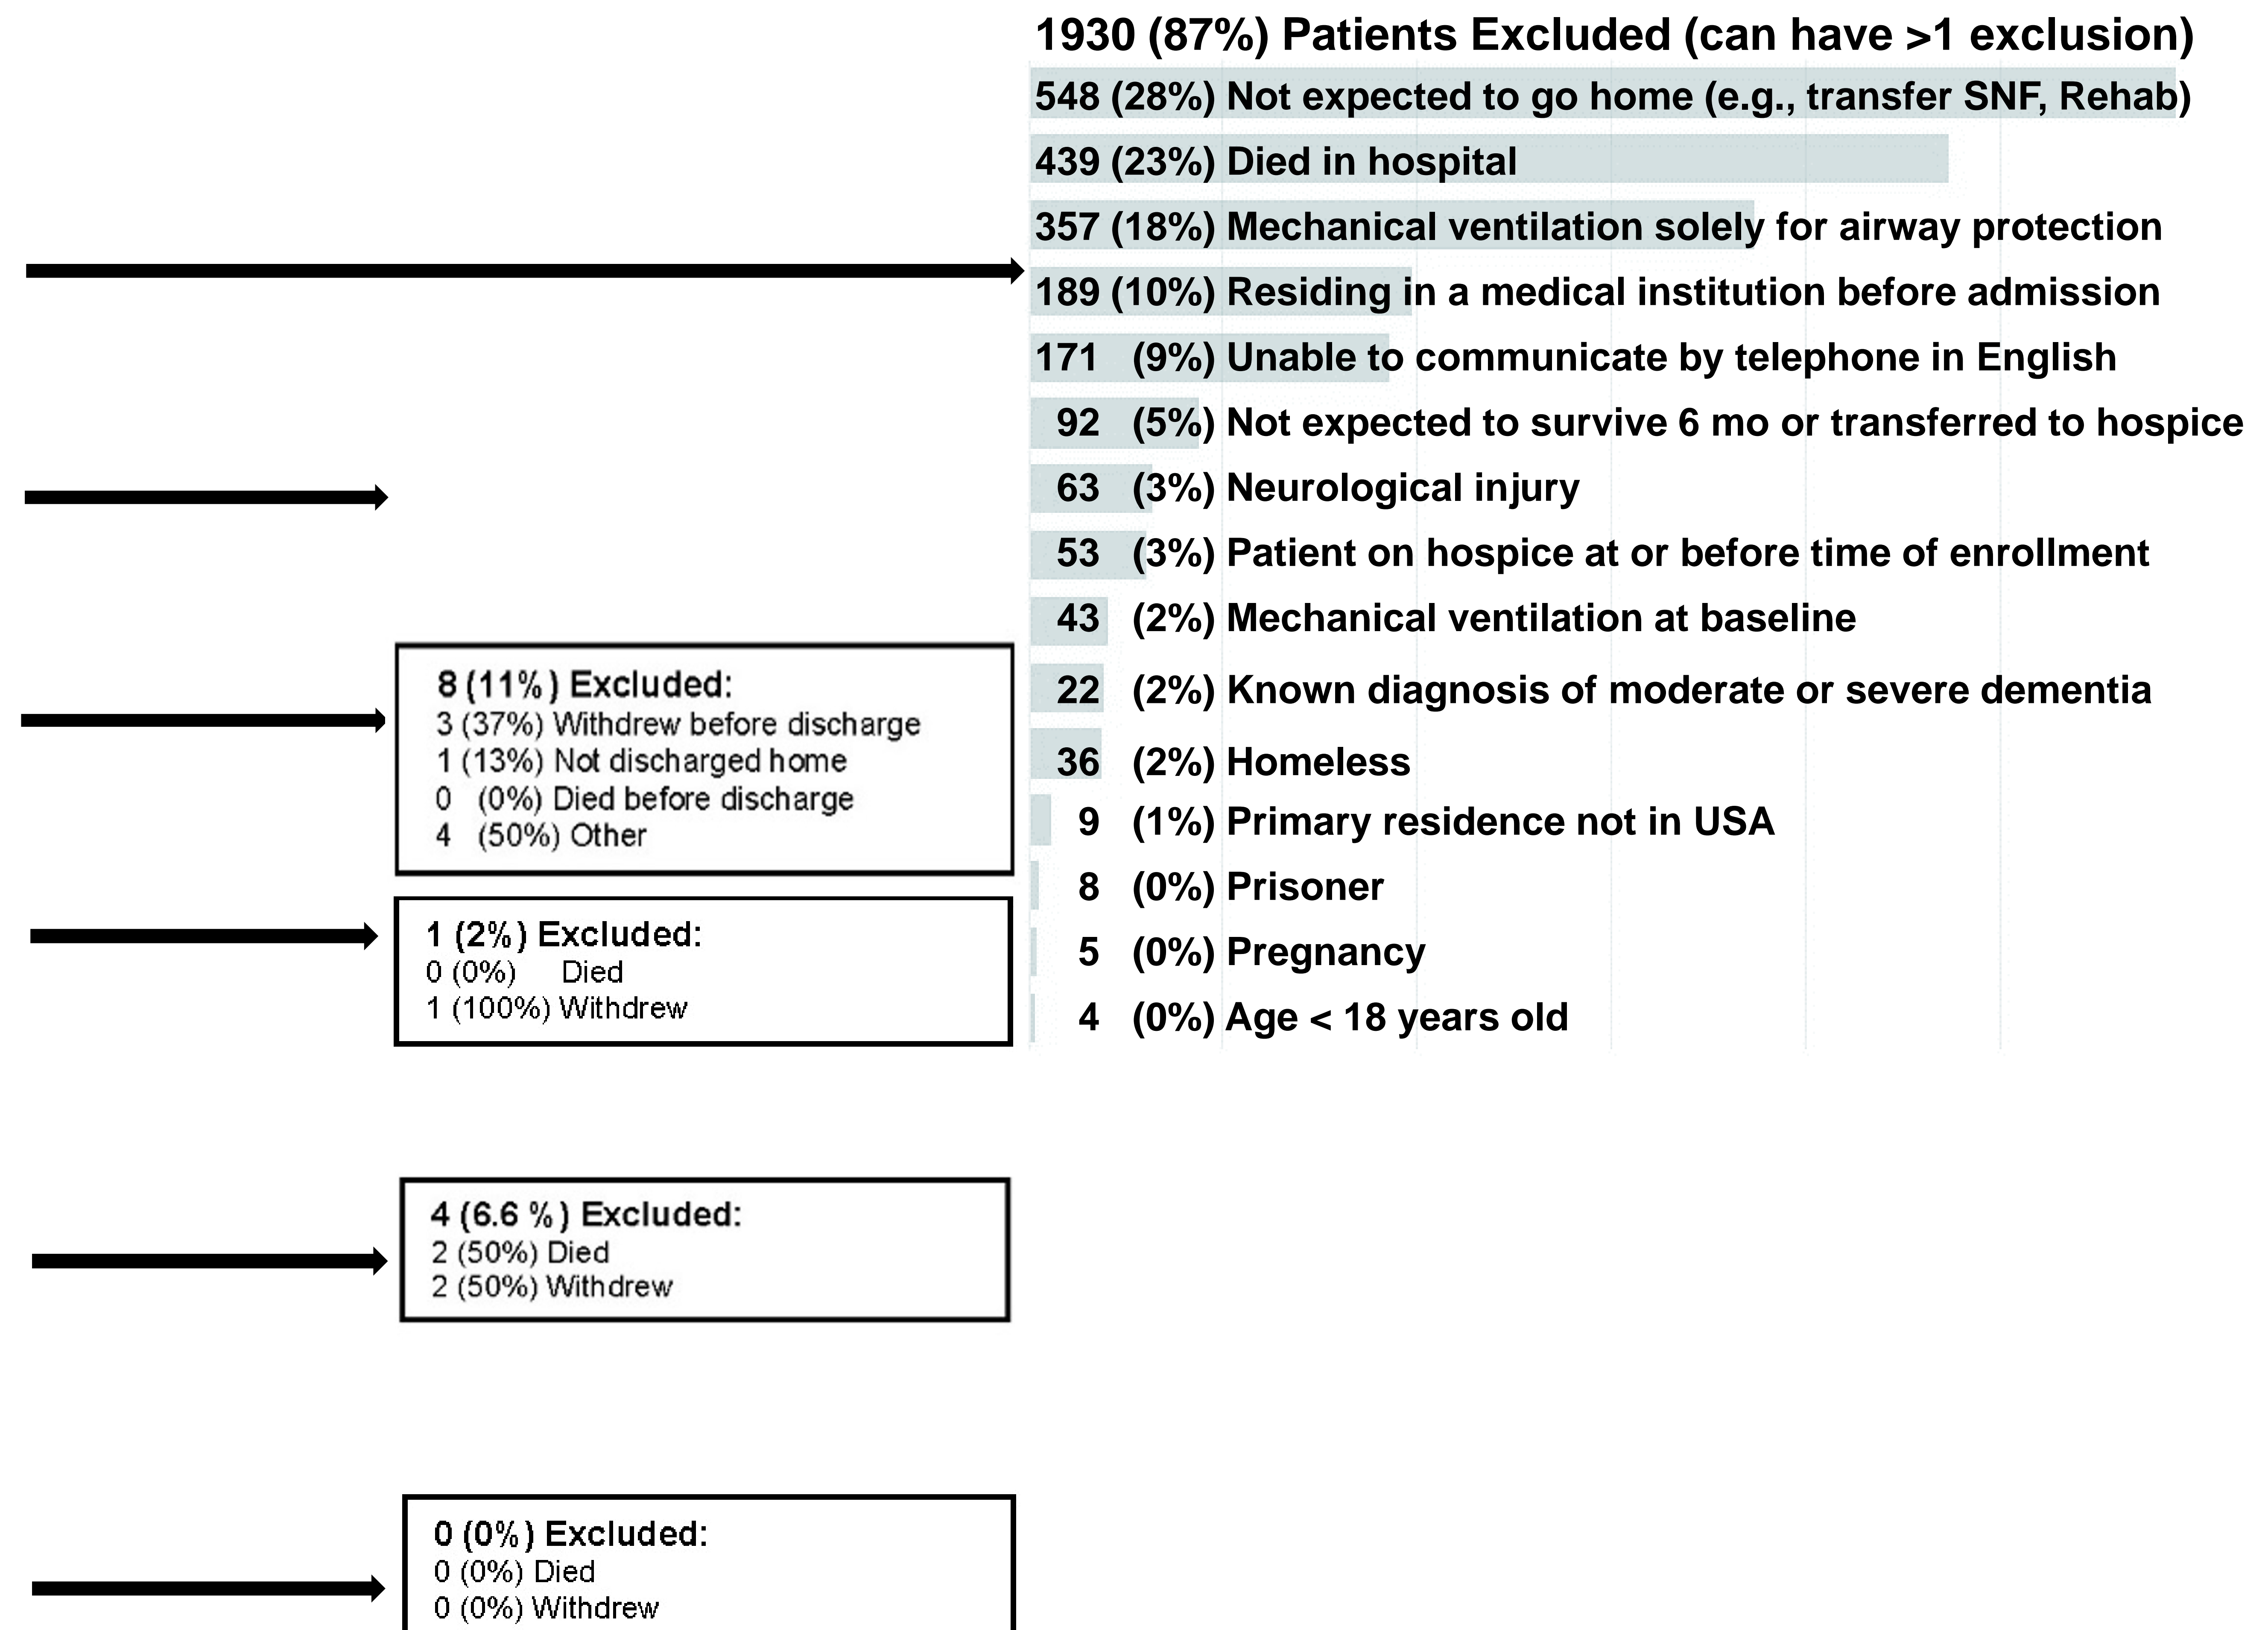 1930 (87%) Patients Excluded (can have >1 exclusion)
548 (28%) Not expected to go home (e.g., transfer SNF, Rehab)
439 (23%) Died in hospital
357 (18%) Mechanical ventilation solely for airway protection
189 (10%) Residing in a medical institution before admission
171 (9%) Unable to communicate by telephone in English
92 (5%) Not expected to survive 6 mo or transferred to hospice
63 (3%) Neurological injury
53 (3%) Patient on hospice at or before time of enrollment
43 (2%) Mechanical ventilation at baseline
22 (2%) Known diagnosis of moderate or severe dementia
36 (2%) Homeless
9 (1%) Primary residence not in USA
8 (0%) Prisoner
5 (0%) Pregnancy
4 (0%) Age < 18 years old
8 (11%) Excluded:
3 (37%) Withdrew before discharge
1 (13%) Not discharged home
0 (0%) Died before discharge
4 (50%) Other
1 (2%) Excluded:
0 (0%) Died
1 (100%) Withdrew
4 (6.6 %) Excluded:
2 (50%) Died
2 (50%) Withdrew
0 (0%) Excluded:
0 (0%) Died
0 (0%) Withdrew